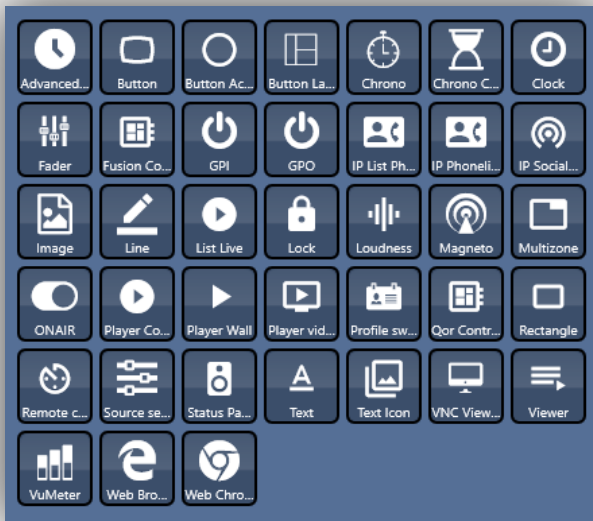 Advanced...
Button
Button Ac...
Button La...
Chrono
Chrono C...
Clock
Fader
Fusion Co...
GPI
GPO
IP List Ph...
IP Phoneli...
IP Social...
Image
Line
List Live
Lock
Loudness
Magneto
Multizone
ONAIR
Player Co...
Player Wall
Player vid...
Profile sw...
Qor Contr...
Rectangle
Remote c...
Source se...
Status Pa...
Text
Text Icon
VNC View...
Viewer
VuMeter
Web Bro...
Web Chro...